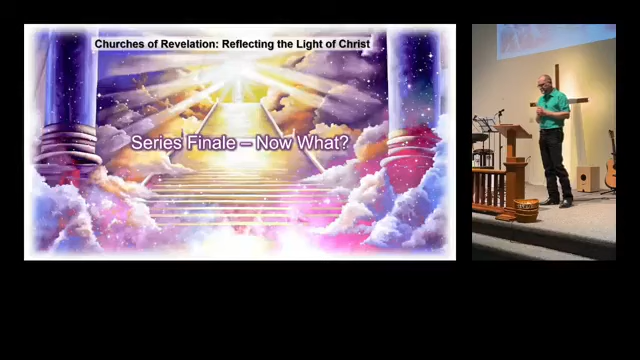 Churches of Revelation: Reflecting the Light of Christ
Series Finale – Now What?